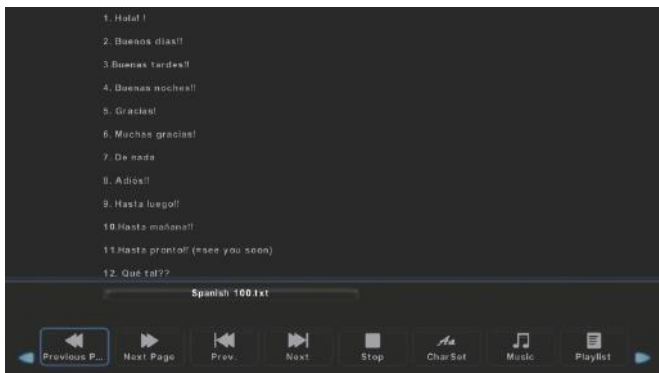 1. Hola! !
2. Buenos dias!!
3.Buenas tardes!!
4. Buenas noches!!
5. Gracias!
6. Muchas gracias!
7. De nada
8. Adiós!!
9. Hasta luego!!
10.Hasta mañana!!
11.Hasta pronto!! (=see you soon)
12. Qué tal??
Spanish 100.txt
Previous P... Next Page Prev. Next Stop CharSet Music Playlist